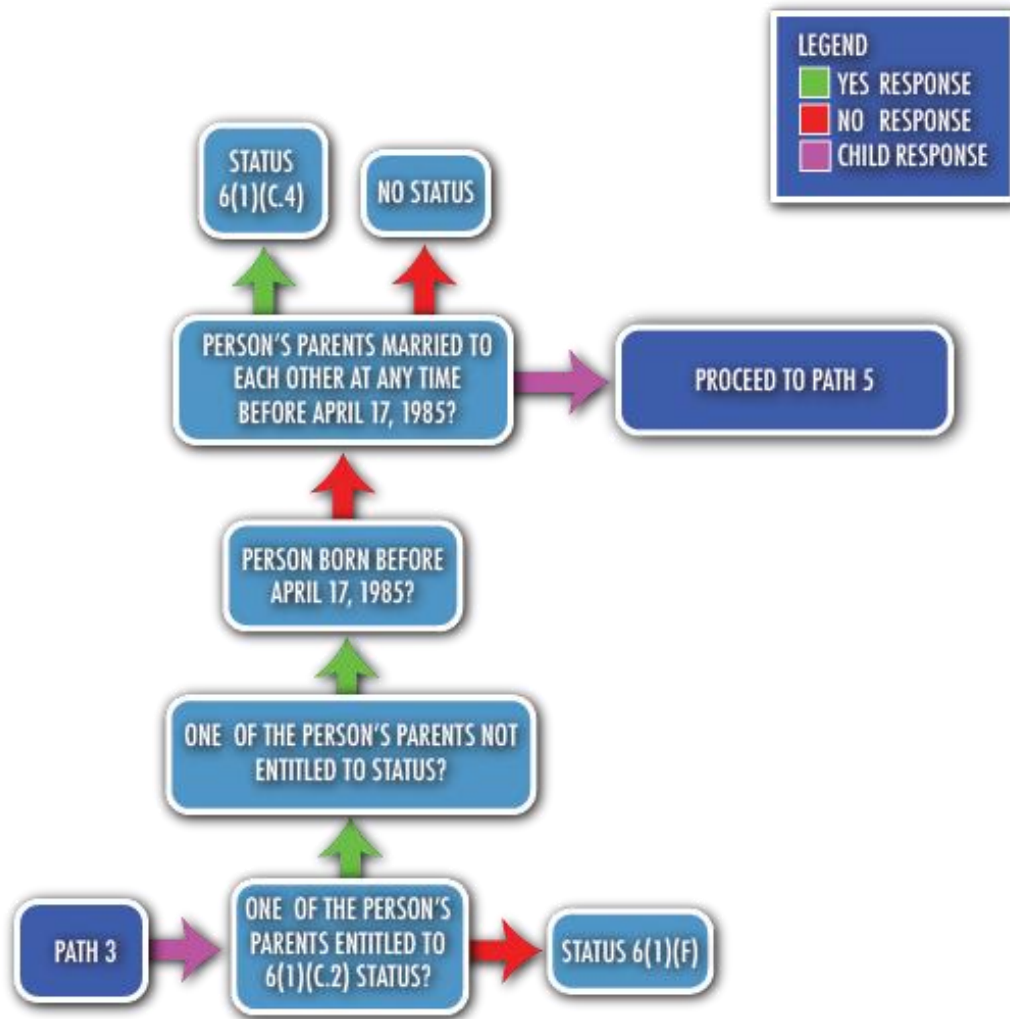 LEGEND
YES RESPONSE
NO RESPONSE
CHILD RESPONSE
STATUS
6(1)(C.4)
NO STATUS
PERSON'S PARENTS MARRIED TO
EACH OTHER AT ANY TIME
BEFORE APRIL 17, 1985?
PROCEED TO PATH 5
PERSON BORN BEFORE
APRIL 17, 1985?
ONE OF THE PERSON'S PARENTS NOT
ENTITLED TO STATUS?
PATH 3
ONE OF THE PERSON'S
PARENTS ENTITLED TO
6(1)(C.2) STATUS?
STATUS 6(1)(F)